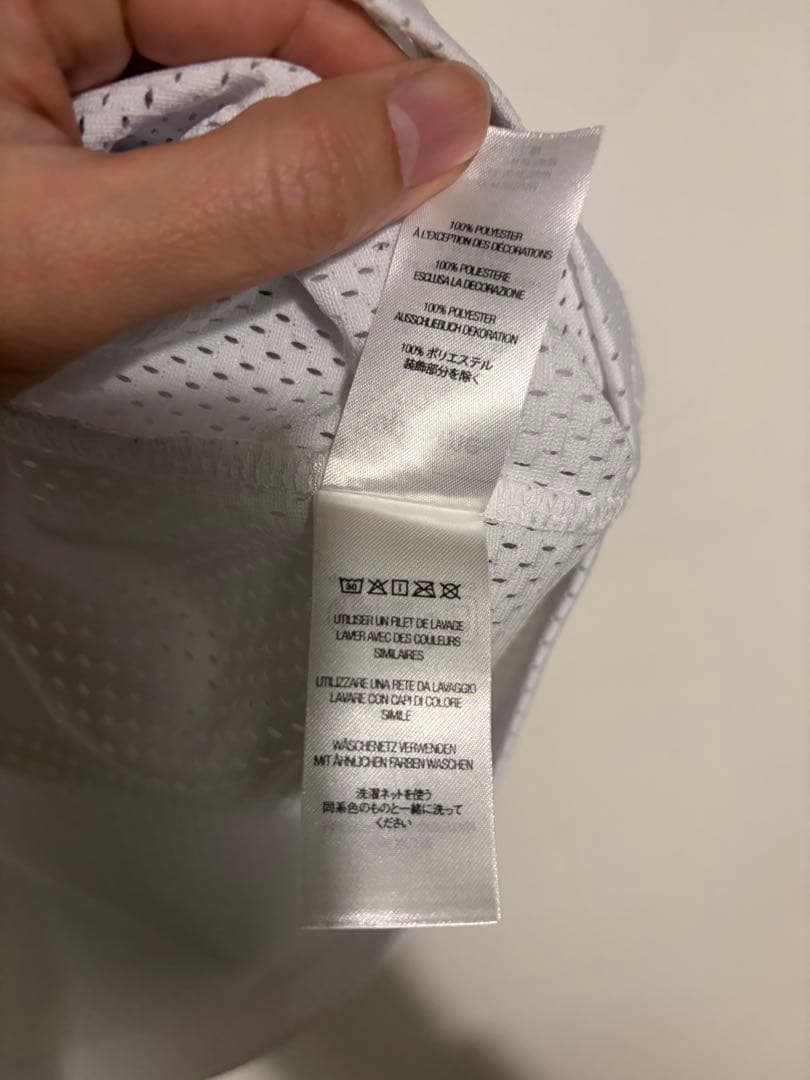 100% POLYESTER
À L'EXCEPTION DES DÉCORATIONS
100% POLIESTERE
ESCLUSA LA DECORAZIONE
100% POLYESTER
AUSSCHLIEBLICH DEKORATION
100% ポリエステル
装飾部分を除く
30
UTILISER UN FILET DE LAVAGE
LAVER AVEC DES COULEURS
SIMILAIRES
UTILIZZARE UNA RETE DA LAVAGGIO
LAVARE CON CAPI DI COLORE
SIMILE
WÄSCHENETZ VERWENDEN
MIT ÄHNLICHEN FARBEN WASCHEN
洗濯ネットを使う
同系色のものと一緒に洗って
ください